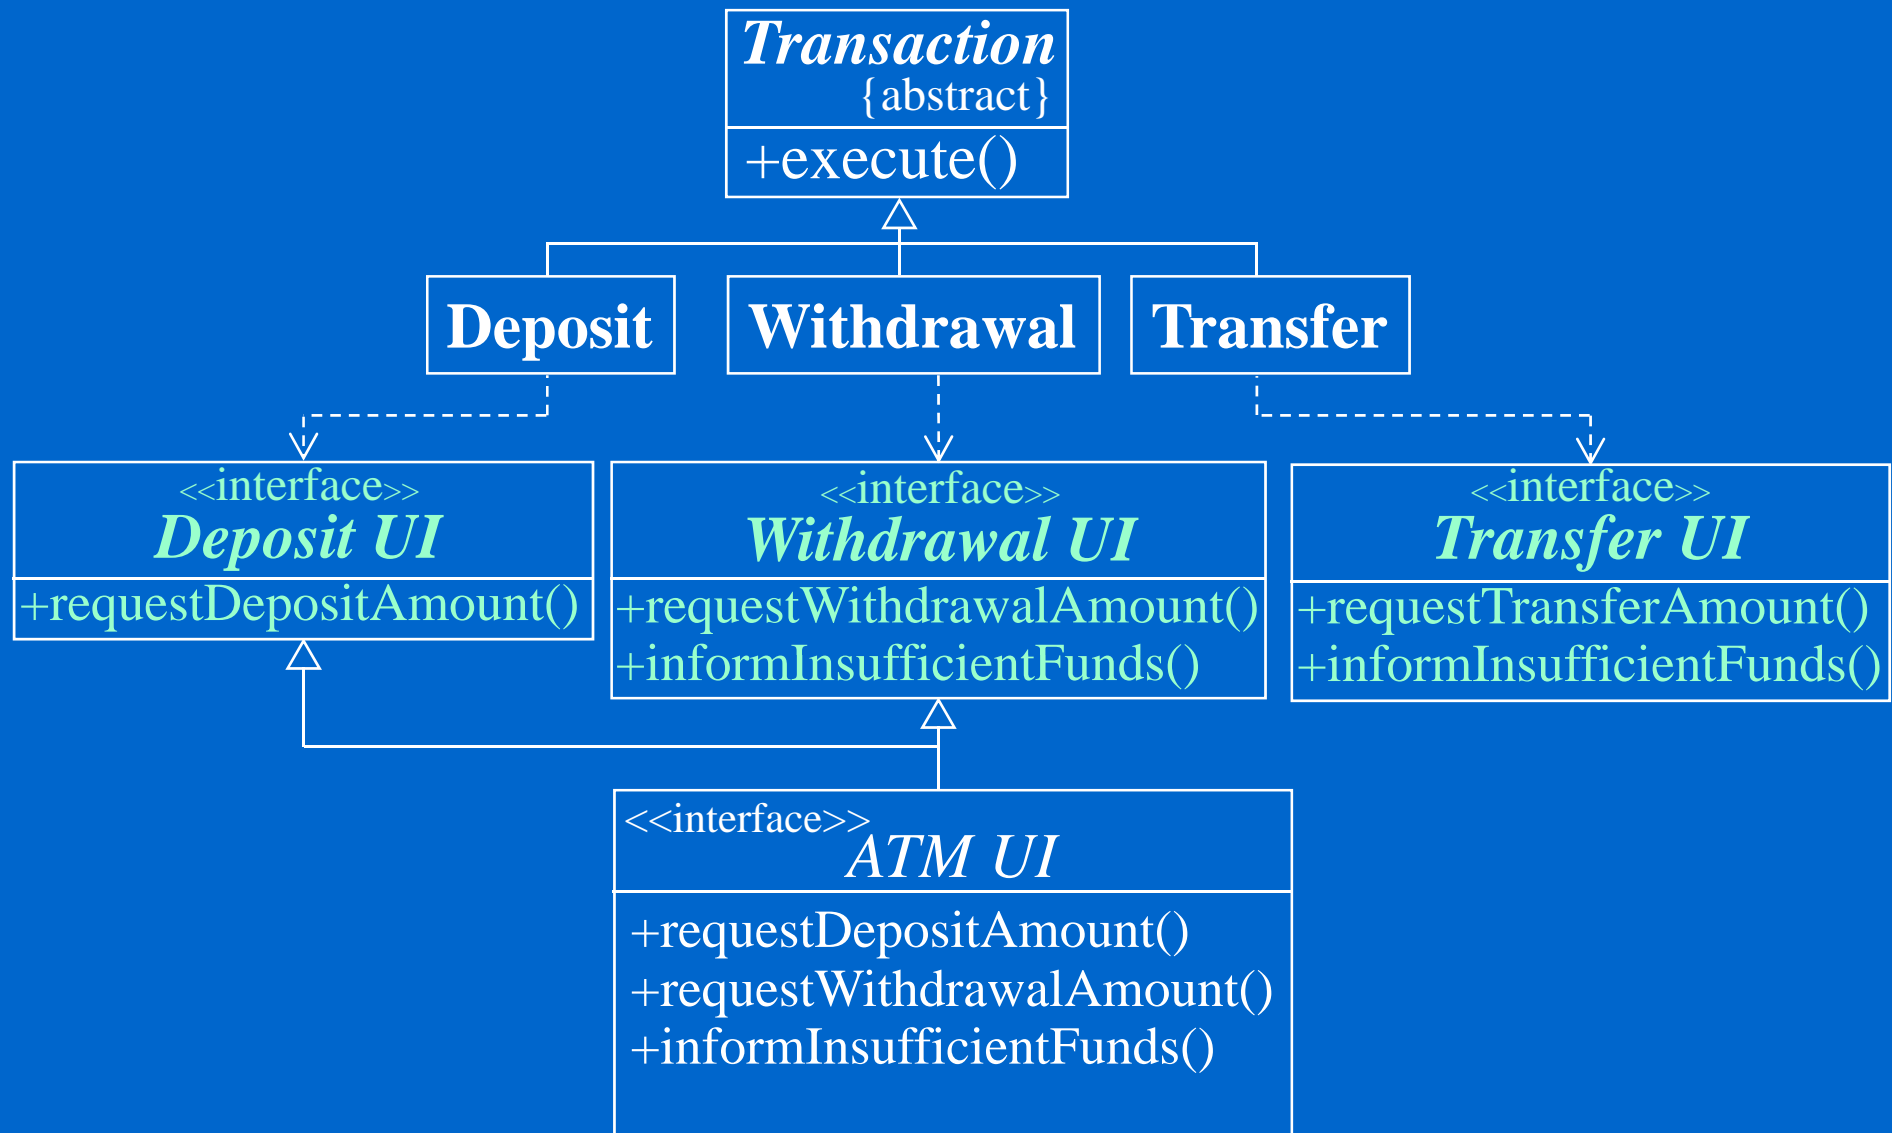 Transaction
{abstract}
+execute()
Deposit
Withdrawal
Transfer
<<interface>>
Deposit UI
+requestDepositAmount()
<<interface>>
Withdrawal UI
+requestWithdrawalAmount()
+informInsufficientFunds()
<<interface>>
Transfer UI
+requestTransferAmount()
+informInsufficientFunds()
<<interface>>
ATM UI
+requestDepositAmount()
+requestWithdrawalAmount()
+informInsufficientFunds()